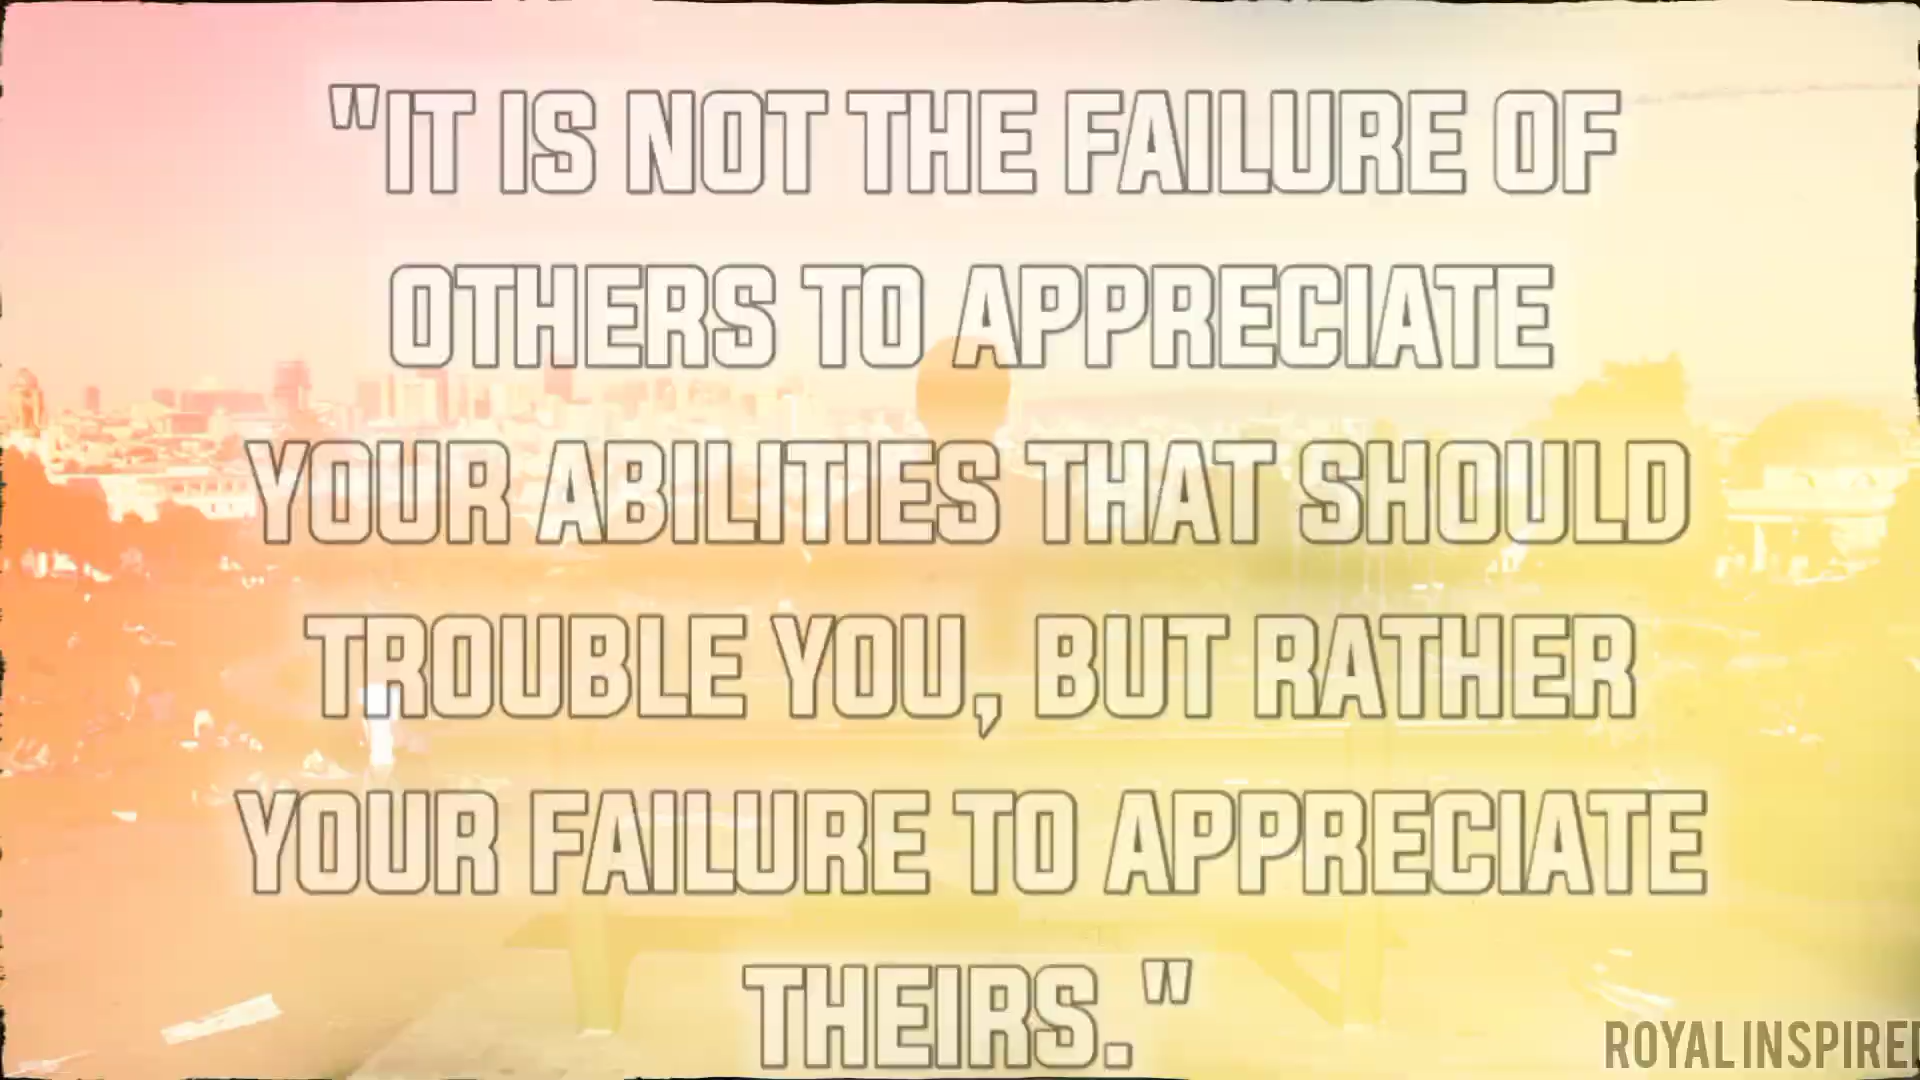 "IT IS NOT THE FAILURE OF
OTHERS TO APPRECIATE
YOUR ABILITIES THAT SHOULD
TROUBLE YOU, BUT RATHER
YOUR FAILURE TO APPRECIATE
THEIRS."
ROYAL INSPIRED